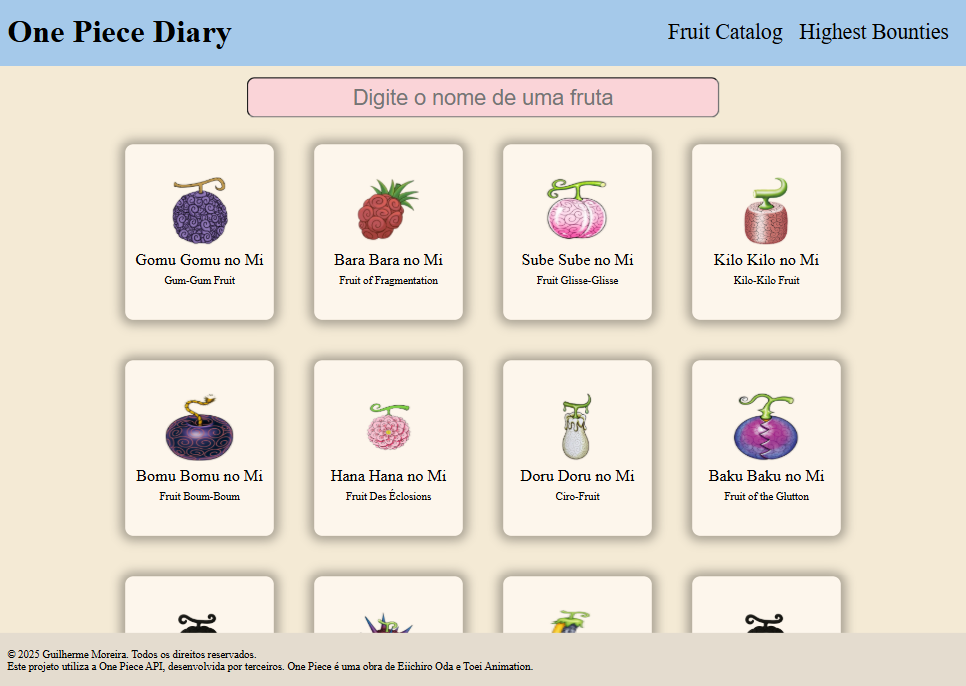 One Piece Diary
Fruit Catalog Highest Bounties
Digite o nome de uma fruta
Gomu Gomu no Mi
Gum-Gum Fruit
Bara Bara no Mi
Fruit of Fragmentation
Sube Sube no Mi
Fruit Glisse-Glisse
Kilo Kilo no Mi
Kilo-Kilo Fruit
Bomu Bomu no Mi
Fruit Boum-Boum
Hana Hana no Mi
Fruit Des Éclosions
Doru Doru no Mi
Ciro-Fruit
Baku Baku no Mi
Fruit of the Glutton
© 2025 Guilherme Moreira. Todos os direitos reservados.
Este projeto utiliza a One Piece API, desenvolvida por terceiros. One Piece é uma obra de Eiichiro Oda e Toei Animation.